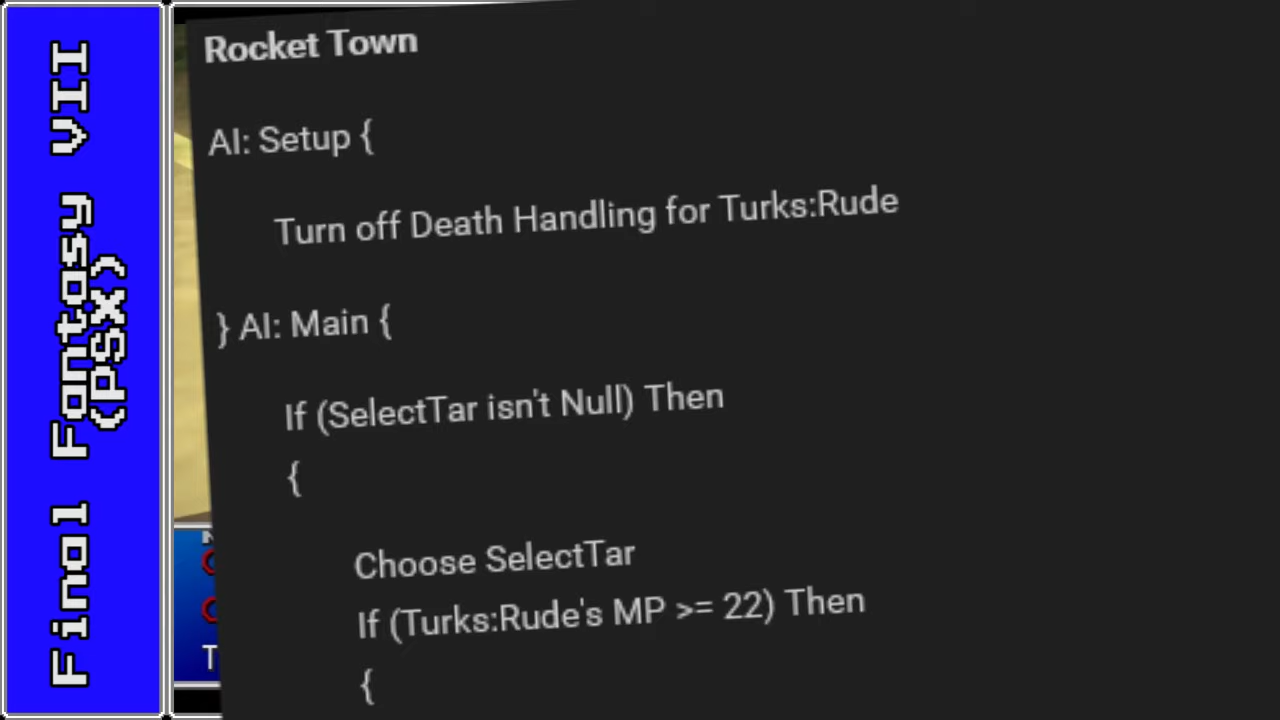 Final Fantasy VII
(PSX)
Rocket Town
AI: Setup {
Turn off Death Handling for Turks:Rude
} AI: Main {
If (SelectTar isn't Null) Then
{
Choose SelectTar
If (Turks:Rude's MP >= 22) Then
{